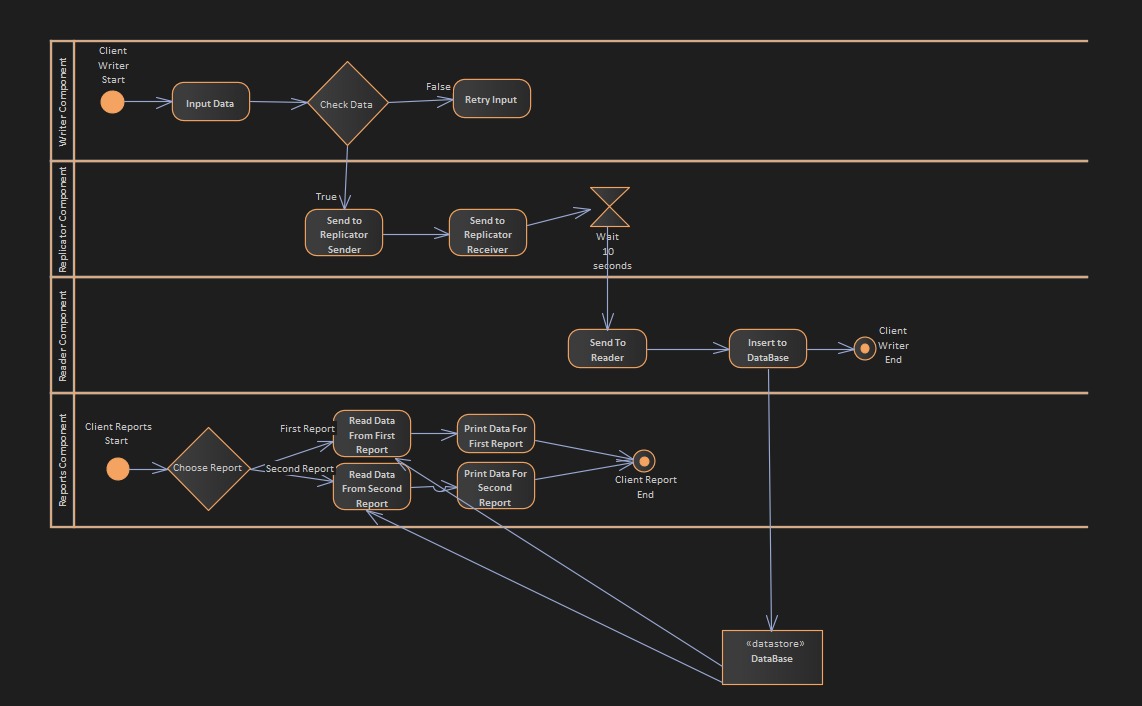 Writer Component
Client
Writer
Start
Input Data
Check Data
False
Retry Input
Replicator Component
True
Send to
Replicator
Sender
Send to
Replicator
Receiver
Wait
10
seconds
Reader Component
Send To
Reader
Insert to
DataBase
Client
Writer
End
Reports Component
Client Reports
Start
Choose Report
First Report
Second Report
Read Data
From First
Report
Print Data For
First Report
Read Data
From Second
Report
Print Data For
Second
Report
Client Report
End
«datastore»
DataBase